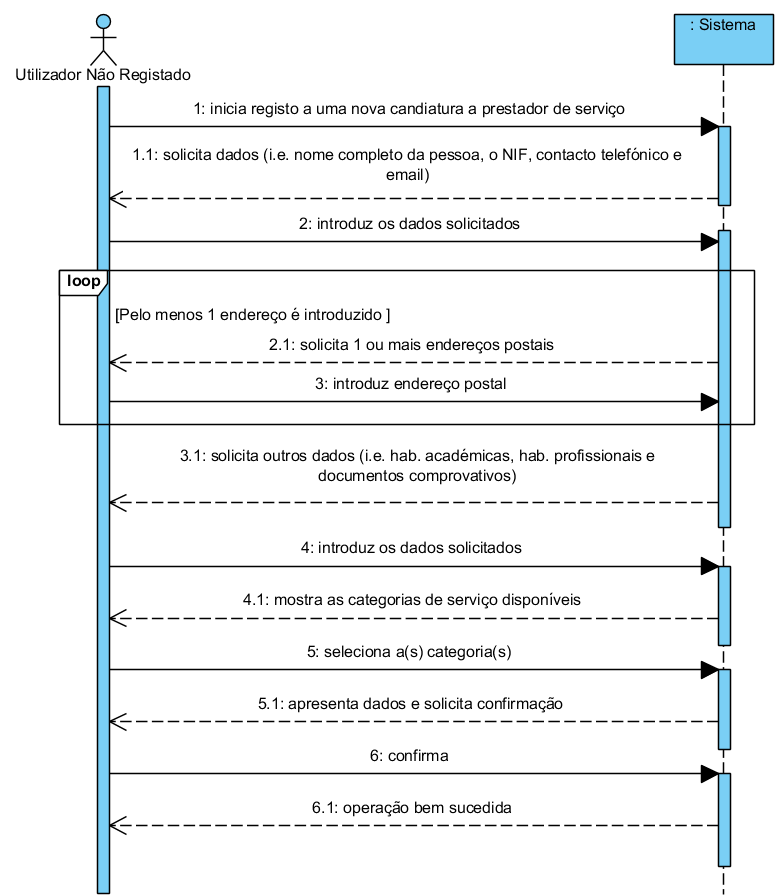 : Sistema
Utilizador Não Registado
1: inicia registo a uma nova candiatura a prestador de serviço
1.1: solicita dados (i.e. nome completo da pessoa, o NIF, contacto telefónico e
email)
2: introduz os dados solicitados
loop
[Pelo menos 1 endereço é introduzido ]
2.1: solicita 1 ou mais endereços postais
3: introduz endereço postal
3.1: solicita outros dados (i.e. hab. académicas, hab. profissionais e
documentos comprovativos)
4: introduz os dados solicitados
4.1: mostra as categorias de serviço disponíveis
5: seleciona a(s) categoria(s)
5.1: apresenta dados e solicita confirmação
6: confirma
6.1: operação bem sucedida